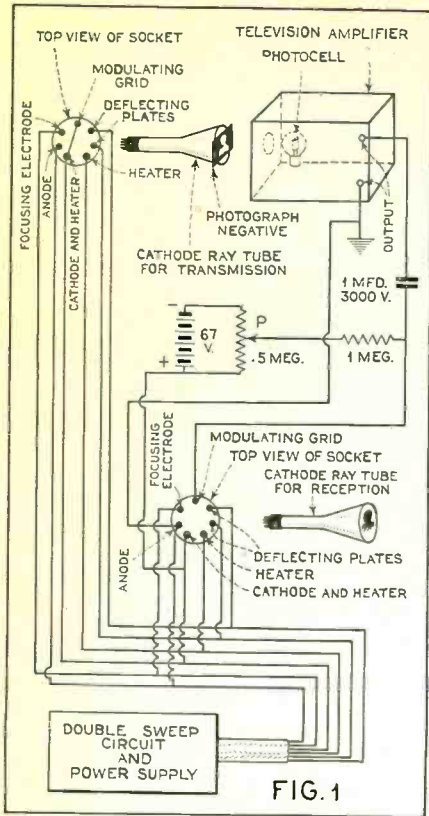 TELEVISION AMPLIFIER
PHOTOCELL
TOP VIEW OF SOCKET
MODULATING
GRID
DEFLECTING
PLATES
HEATER
FOCUSING ELECTRODE
ANODE
CATHODE AND HEATER
PHOTOGRAPH
NEGATIVE
CATHODE RAY TUBE
FOR TRANSMISSION
OUTPUT
1 MFD.
3000 V.
-
67
V.
+
P
.5 MEG.
1 MEG.
FOCUSING
ELECTRODE
MODULATING GRID
TOP VIEW OF SOCKET
CATHODE RAY TUBE
FOR RECEPTION
ANODE
DEFLECTING PLATES
HEATER
CATHODE AND HEATER
DOUBLE SWEEP
CIRCUIT
AND
POWER SUPPLY
FIG. 1